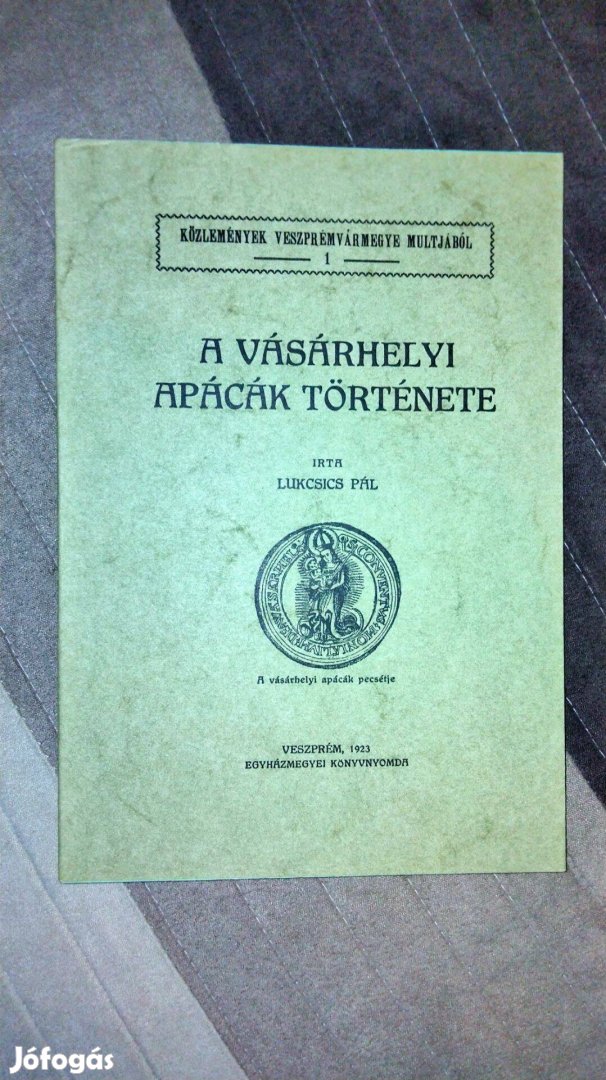 KÖZLEMÉNYEK VESZPRÉMVÁRMEGYE MULTJÁBÓL
1
A VÁSÁRHELYI
APÁCÁK TÖRTÉNETE
IRTA
LUKCSICS PÁL
A vásárhelyi apácák pecsétje
VESZPRÉM, 1923
EGYHÁZMEGYEI KÖNYVNYOMDA
Jófogás